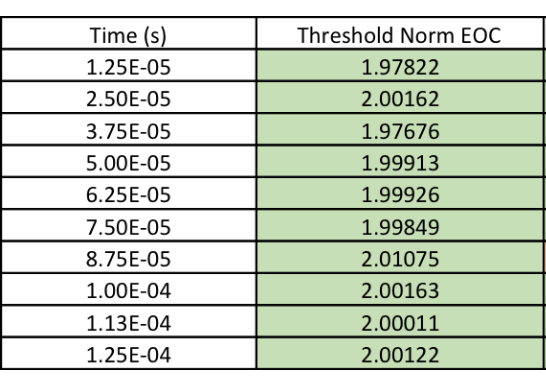 Time (s) Threshold Norm EOC
1.25E-05 1.97822
2.50E-05 2.00162
3.75E-05 1.97676
5.00E-05 1.99913
6.25E-05 1.99926
7.50E-05 1.99849
8.75E-05 2.01075
1.00E-04 2.00163
1.13E-04 2.00011
1.25E-04 2.00122